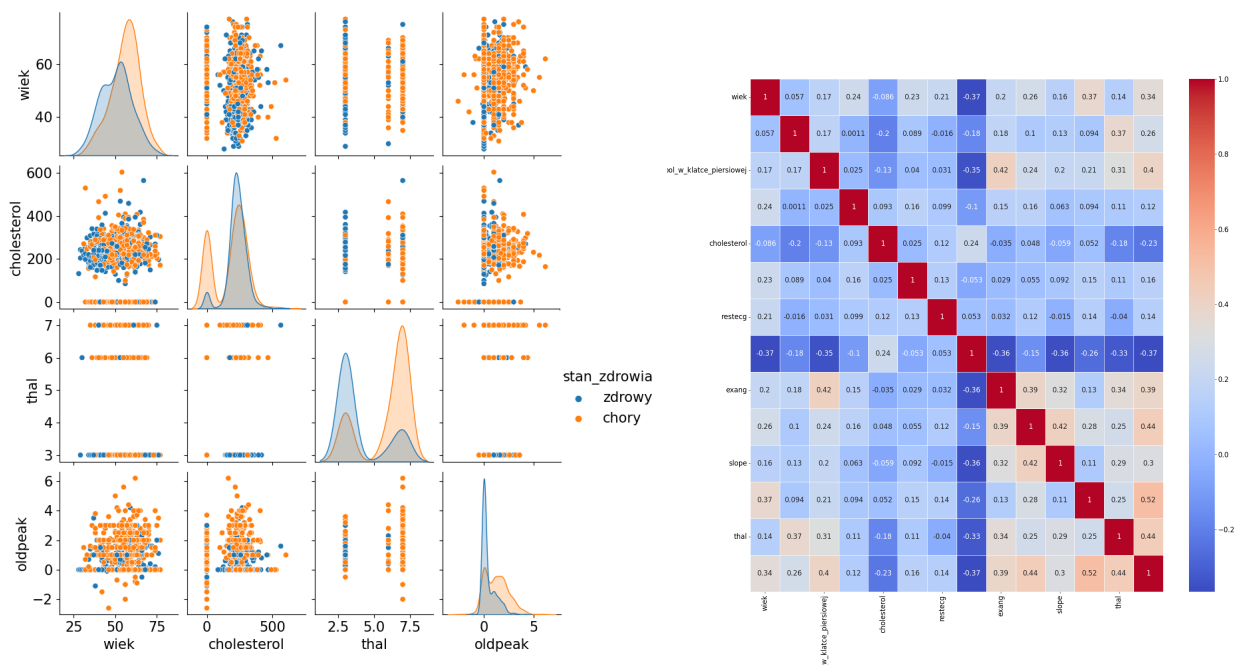 wiek
60
40
cholesterol
600
400
200
0
thal
7
6
5
4
3
oldpeak
6
4
2
0
−2
25 50 75
wiek
0 500
cholesterol
2.5 5.0 7.5
thal
0 5
oldpeak
stan_zdrowia
zdrowy
chory
wiek 1 0.057 0.17 0.24 -0.086 0.23 0.21 -0.37 0.2 0.26 0.16 0.37 0.14 0.34
0.057 1 0.17 0.0011 -0.2 0.089 -0.016 -0.18 0.18 0.1 0.13 0.094 0.37 0.26
ol_w_klatce_piersiowej 0.17 0.17 1 0.025 -0.13 0.04 0.031 -0.35 0.42 0.24 0.2 0.21 0.31 0.4
0.24 0.0011 0.025 1 0.093 0.16 0.099 -0.1 0.15 0.16 0.063 0.094 0.11 0.12
cholesterol -0.086 -0.2 -0.13 0.093 1 0.025 0.12 0.24 -0.035 0.048 -0.059 0.052 -0.18 -0.23
0.23 0.089 0.04 0.16 0.025 1 0.13 -0.053 0.029 0.055 0.092 0.15 0.11 0.16
restecg 0.21 -0.016 0.031 0.099 0.12 0.13 1 0.053 0.032 0.12 -0.015 0.14 -0.04 0.14
-0.37 -0.18 -0.35 -0.1 0.24 -0.053 0.053 1 -0.36 -0.15 -0.36 -0.26 -0.33 -0.37
exang 0.2 0.18 0.42 0.15 -0.035 0.029 0.032 -0.36 1 0.39 0.32 0.13 0.34 0.39
0.26 0.1 0.24 0.16 0.048 0.055 0.12 -0.15 0.39 1 0.42 0.28 0.25 0.44
slope 0.16 0.13 0.2 0.063 -0.059 0.092 -0.015 -0.36 0.32 0.42 1 0.11 0.29 0.3
0.37 0.094 0.21 0.094 0.052 0.15 0.14 -0.26 0.13 0.28 0.11 1 0.25 0.52
thal 0.14 0.37 0.31 0.11 -0.18 0.11 -0.04 -0.33 0.34 0.25 0.29 0.25 1 0.44
0.34 0.26 0.4 0.12 -0.23 0.16 0.14 -0.37 0.39 0.44 0.3 0.52 0.44 1
wiek
w_klatce_piersiowej
cholesterol
restecg
exang
slope
thal
1.0
0.8
0.6
0.4
0.2
0.0
−0.2